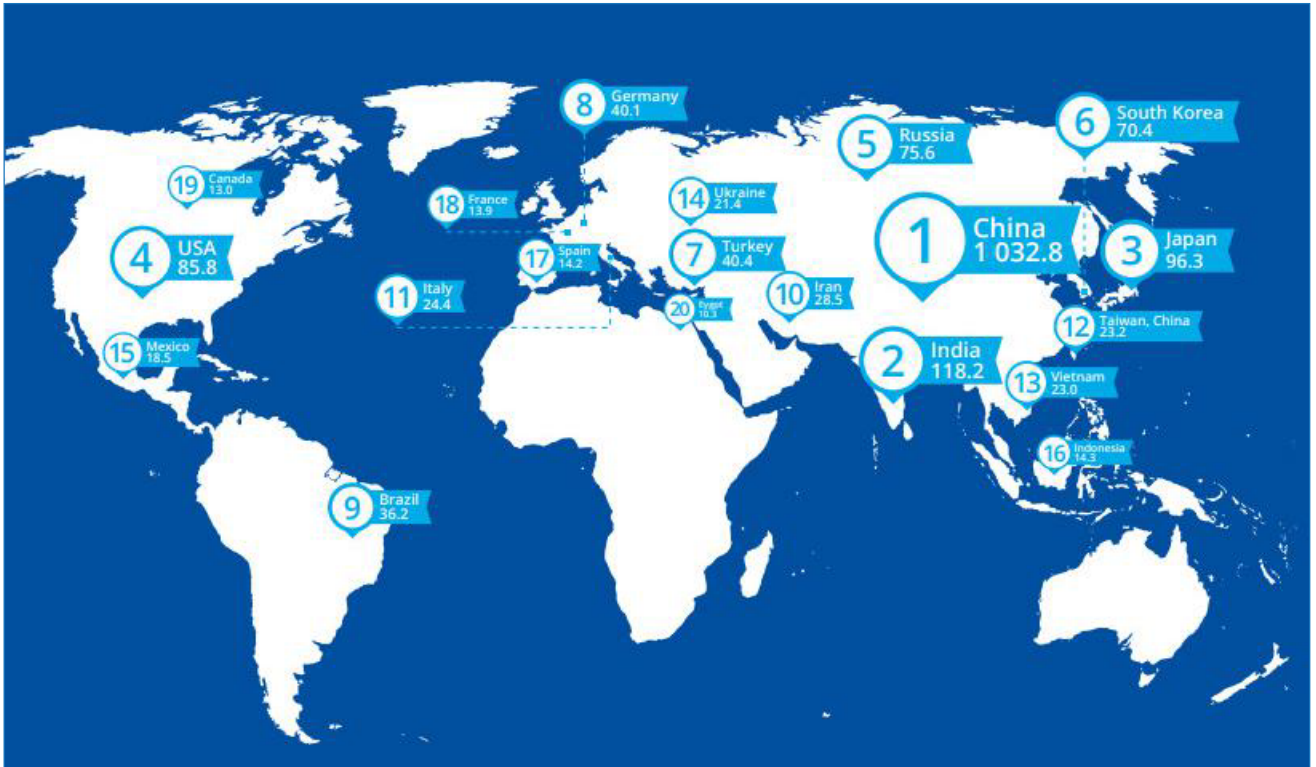 8
Germany
40.1
6
South Korea
70.4
5
Russia
75.6
19
Canada
13.0
18
France
13.9
14
Ukraine
21.4
1
China
1 032.8
4
USA
85.8
3
Japan
96.3
17
Spain
14.2
7
Turkey
40.4
11
Italy
24.4
10
Iran
28.5
20
Eygpt
10.3
12
Taiwan, China
23.2
15
Mexico
18.5
2
India
118.2
13
Vietnam
23.0
16
Indonesia
14.3
9
Brazil
36.2